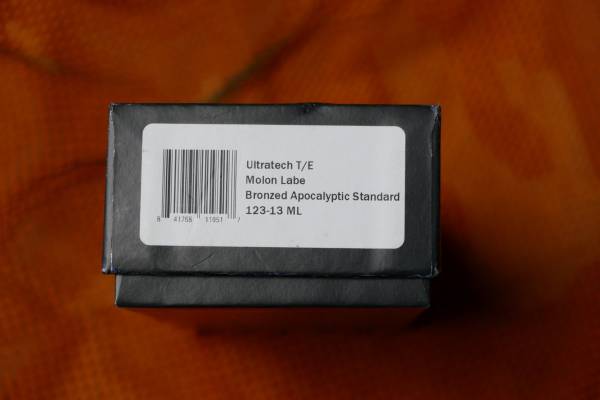 Ultratech T/E
Molon Labe
Bronzed Apocalyptic Standard
123-13 ML